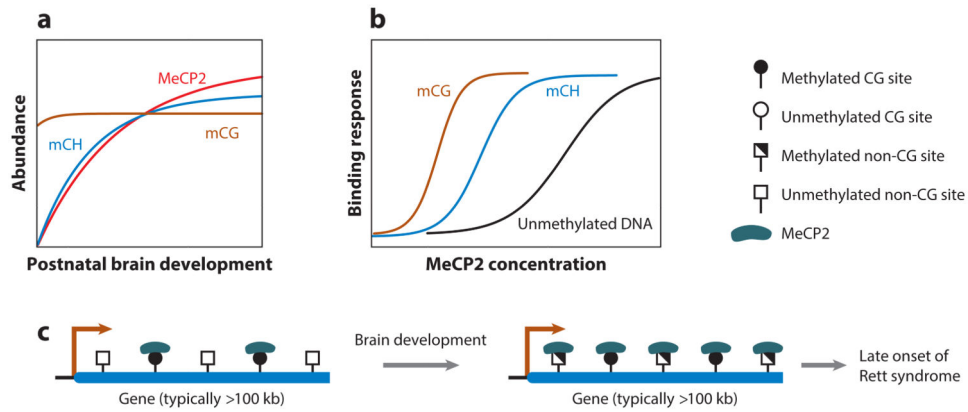 a
Abundance
MeCP2
mCH
mCG
Postnatal brain development
b
Binding response
mCG
mCH
Unmethylated DNA
MeCP2 concentration
Methylated CG site
Unmethylated CG site
Methylated non-CG site
Unmethylated non-CG site
MeCP2
c
Gene (typically >100 kb)
Brain development
Gene (typically >100 kb)
Late onset of
Rett syndrome